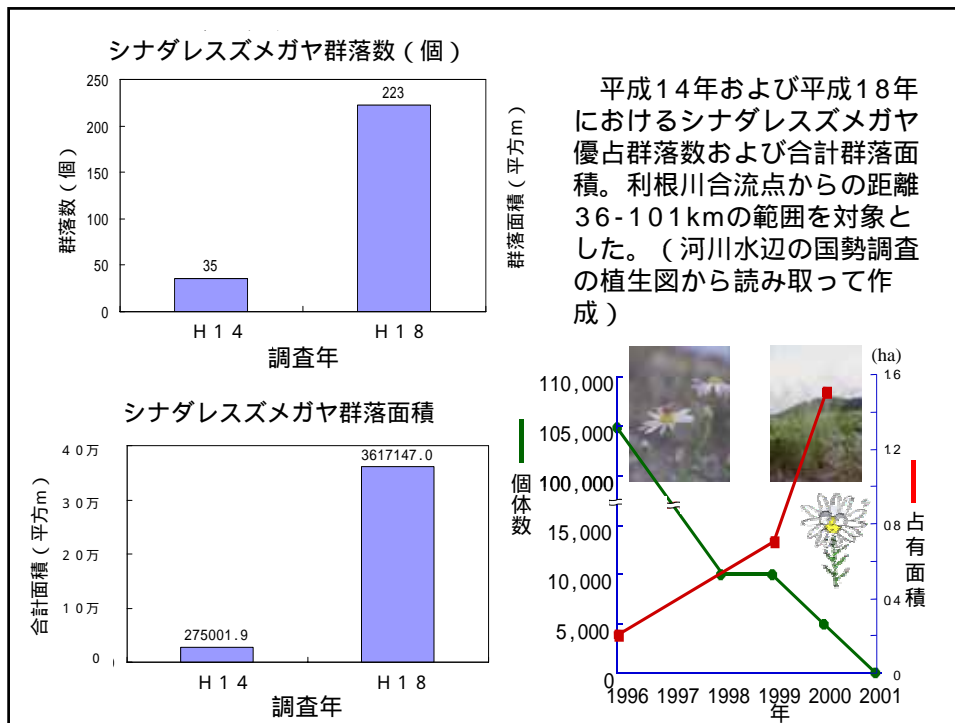 シナダレスズメガヤ群落数(個)
群落数(個)
250
200
150
100
50
0
35
223
H14
H18
調査年
群落面積(平方m)
平成14年および平成18年
におけるシナダレスズメガヤ
優占群落数および合計群落面
積。利根川合流点からの距離
36-101kmの範囲を対象と
した。(河川水辺の国勢調査
の植生図から読み取って作
成)
シナダレスズメガヤ群落面積
合計面積(平方m)
40万
30万
20万
10万
0
275001.9
3617147.0
H14
H18
調査年
個体数
110,000
105,000
100,000
15,000
10,000
5,000
0
(ha)
16
12
08
04
0
占有面積
1996 1997 1998 1999 2000 2001
年